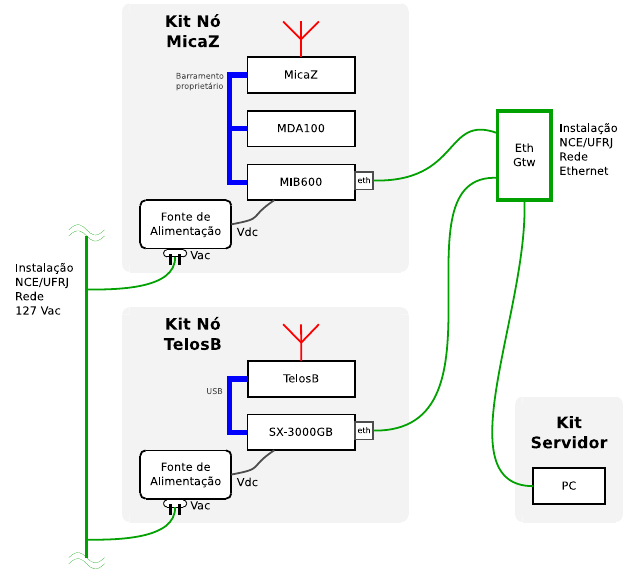 Kit Nó
MicaZ
Barramento
proprietário
MicaZ
MDA100
MIB600
eth
Fonte de
Alimentação
Vdc
Vac
Eth
Gtw
Instalação
NCE/UFRJ
Rede
Ethernet
Instalação
NCE/UFRJ
Rede
127 Vac
Kit Nó
TelosB
USB
TelosB
SX-3000GB
eth
Fonte de
Alimentação
Vdc
Vac
Kit
Servidor
PC